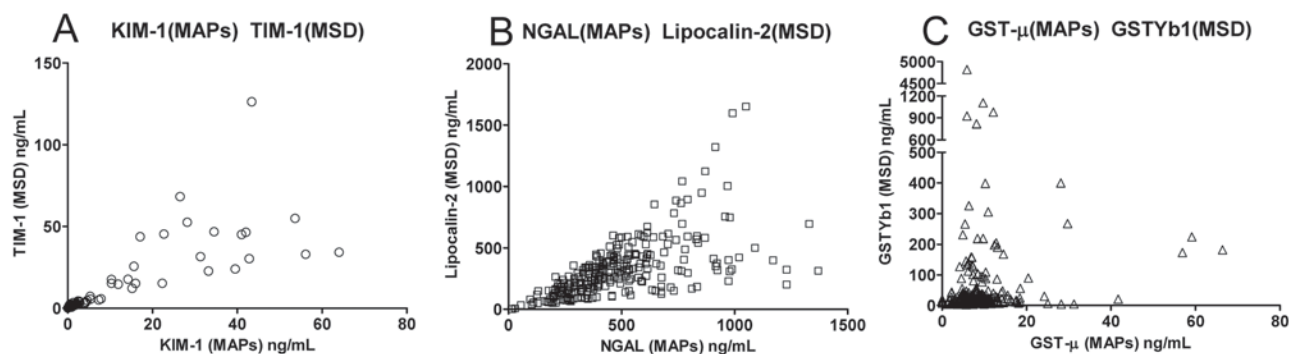 A
KIM-1(MAPs) TIM-1(MSD)
TIM-1 (MSD) ng/mL
150
100
50
0
0 20 40 60 80
KIM-1 (MAPs) ng/mL
B
NGAL(MAPs) Lipocalin-2(MSD)
Lipocalin-2 (MSD) ng/mL
2000
1500
1000
500
0
0 500 1000 1500
NGAL (MAPs) ng/mL
C
GST-μ(MAPs) GSTYb1(MSD)
GSTYb1 (MSD) ng/mL
5000
4500
1200
900
600
400
300
200
100
0
0 20 40 60 80
GST-μ (MAPs) ng/mL